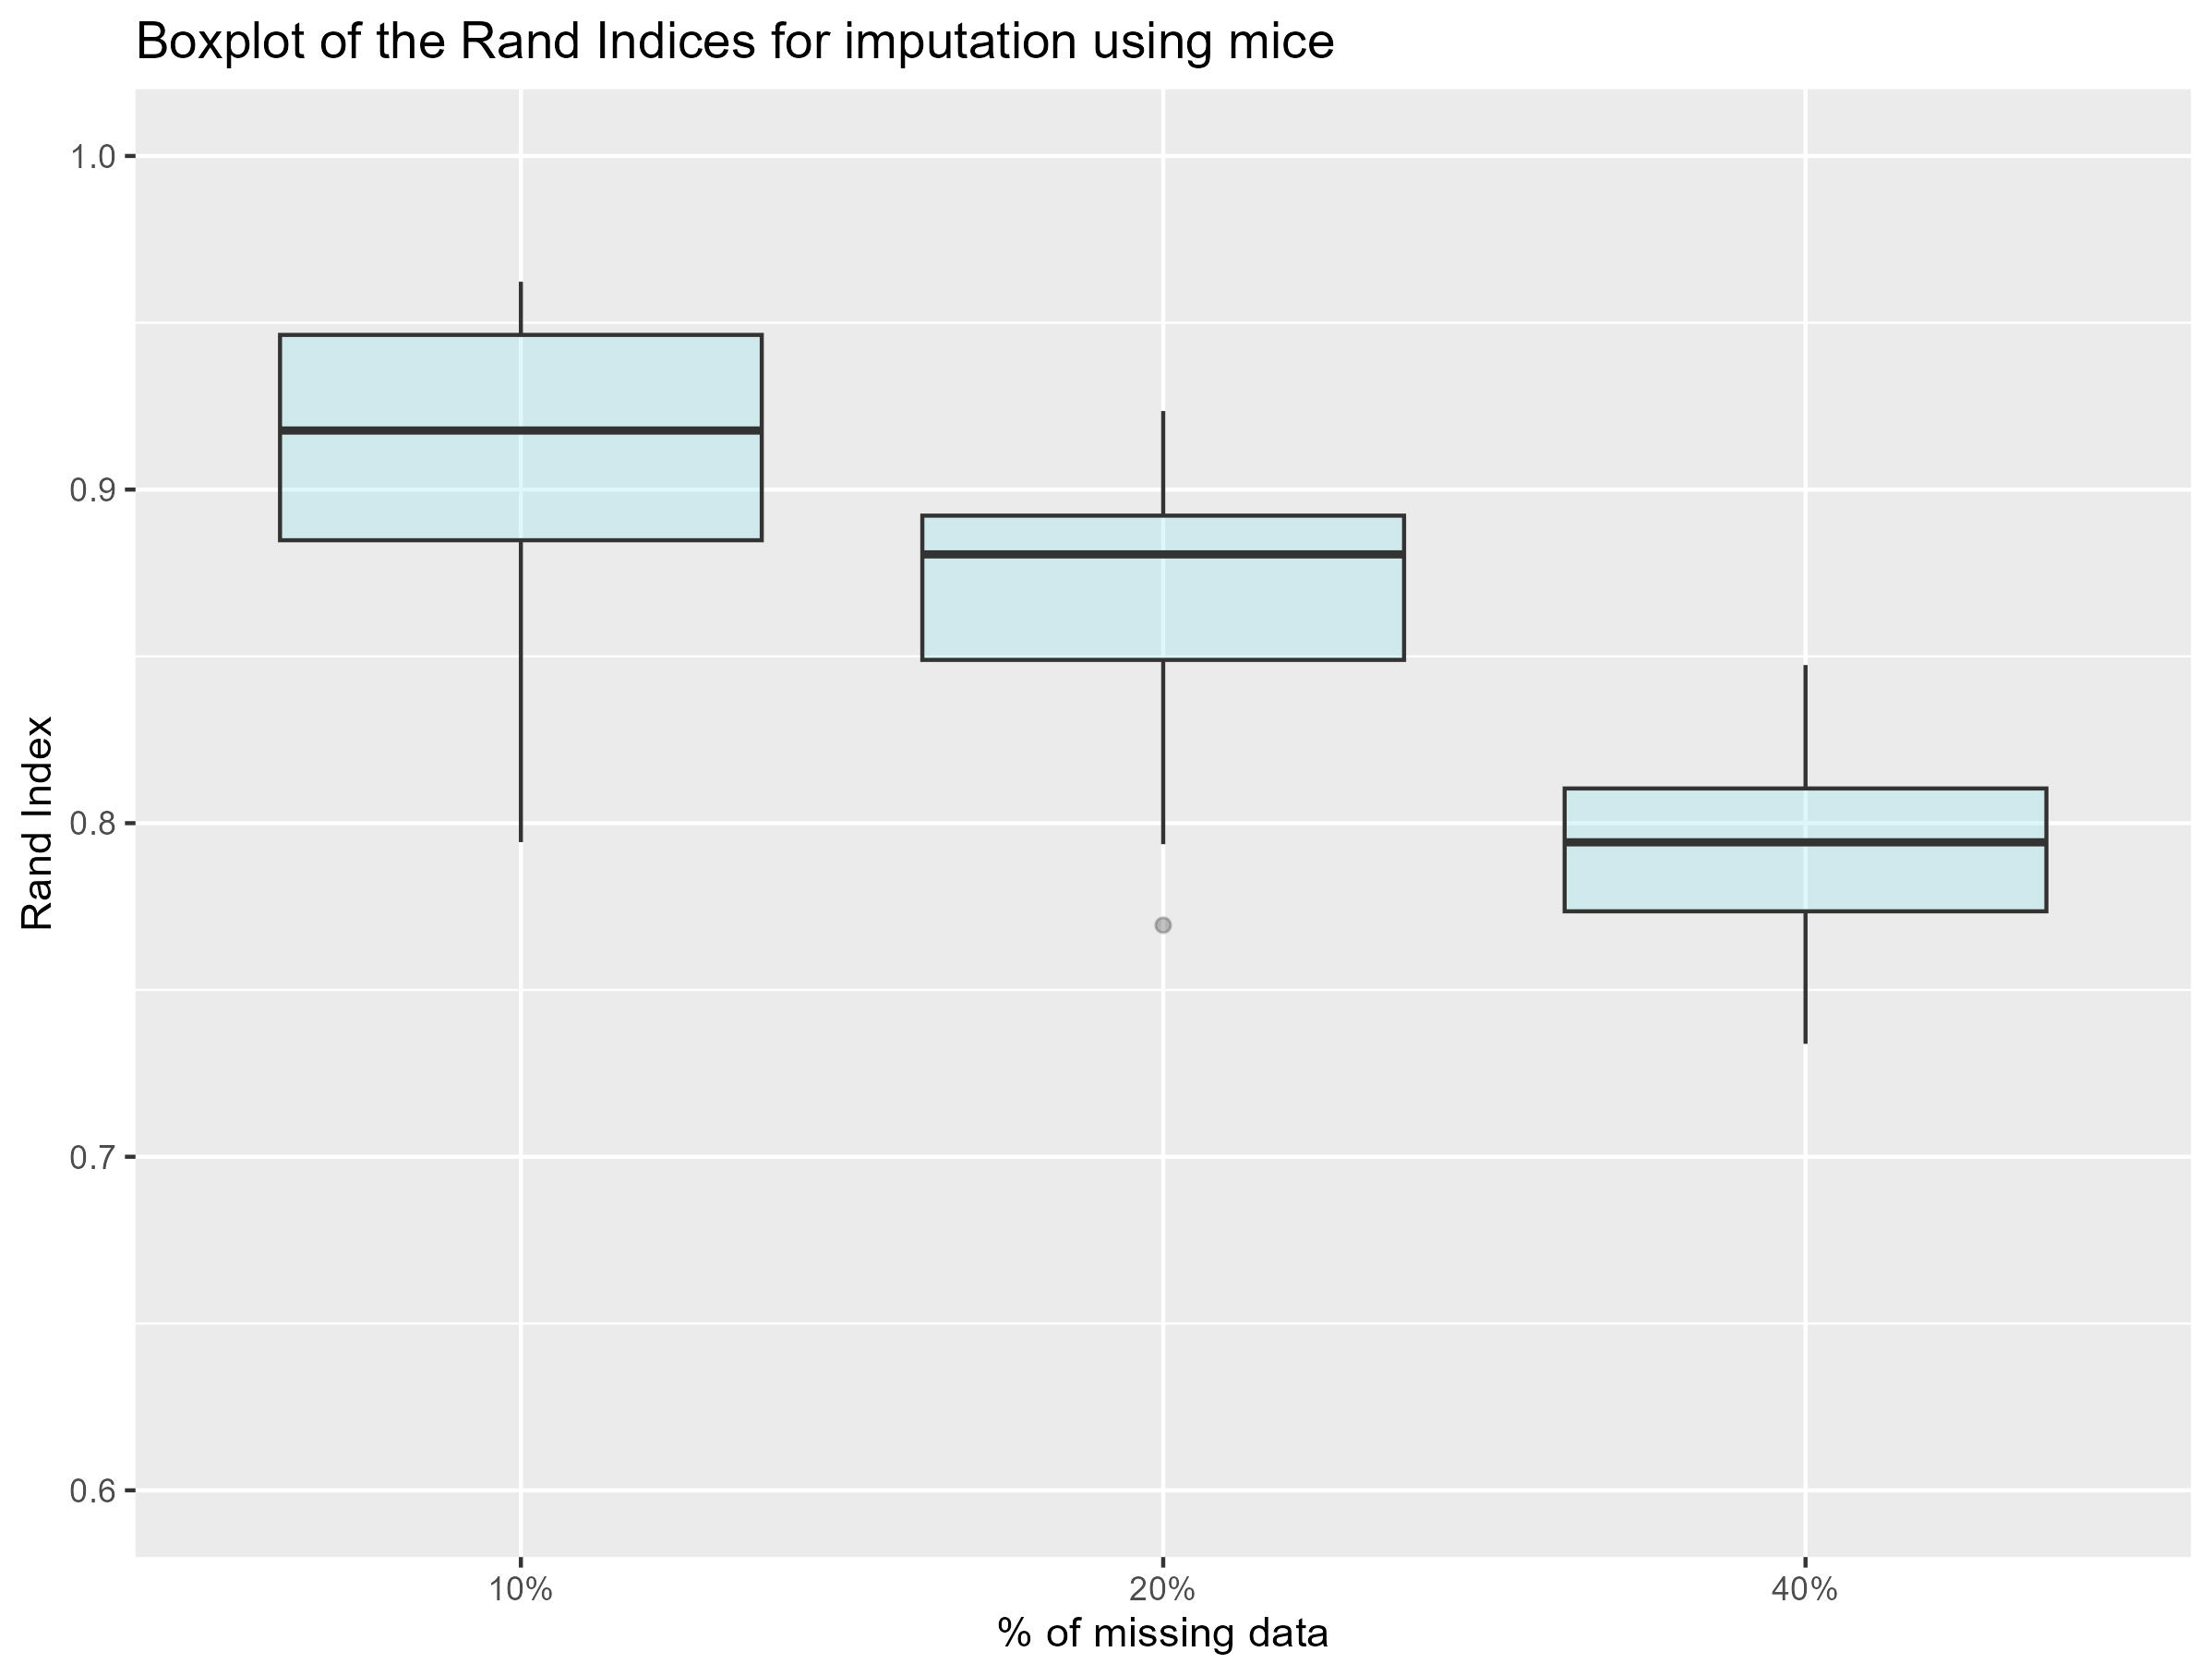 Boxplot of the Rand Indices for imputation using mice
Rand Index
1.0
0.9
0.8
0.7
0.6
10% 20% 40%
% of missing data